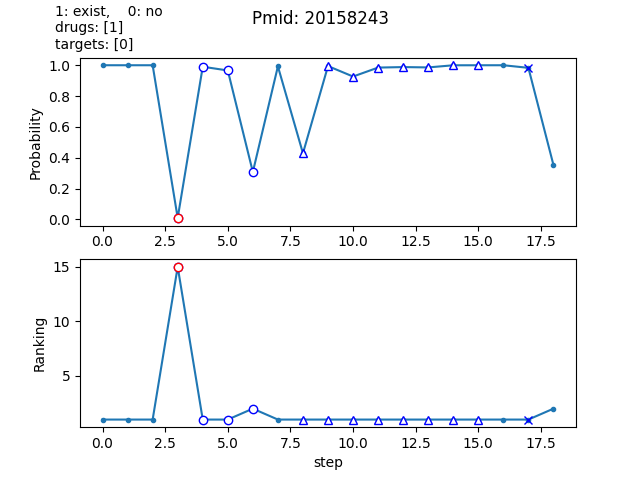 1: exist,    0: no
drugs: [1]
targets: [0]
Pmid: 20158243
1.0
0.8
0.6
0.4
0.2
0.0
Probability
0.0 2.5 5.0 7.5 10.0 12.5 15.0 17.5
15
10
5
Ranking
0.0 2.5 5.0 7.5 10.0 12.5 15.0 17.5
step